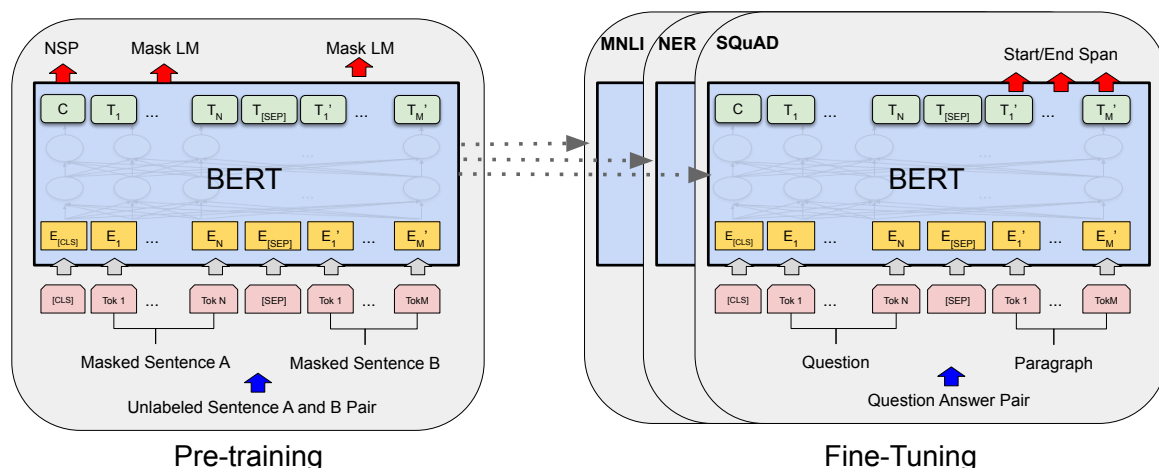 NSP Mask LM Mask LM
C T1 ... TN T[SEP] T1' ... TM'
...
BERT
...
E[CLS] E1 ... EN E[SEP] E1' ... EM'
[CLS] Tok 1 ... Tok N [SEP] Tok 1 ... TokM
Masked Sentence A Masked Sentence B
Unlabeled Sentence A and B Pair
Pre-training
MNLI NER SQuAD
Start/End Span
C T1 ... TN T[SEP] T1' ... TM'
...
BERT
...
E[CLS] E1 ... EN E[SEP] E1' ... EM'
[CLS] Tok 1 ... Tok N [SEP] Tok 1 ... TokM
Question Paragraph
Question Answer Pair
Fine-Tuning